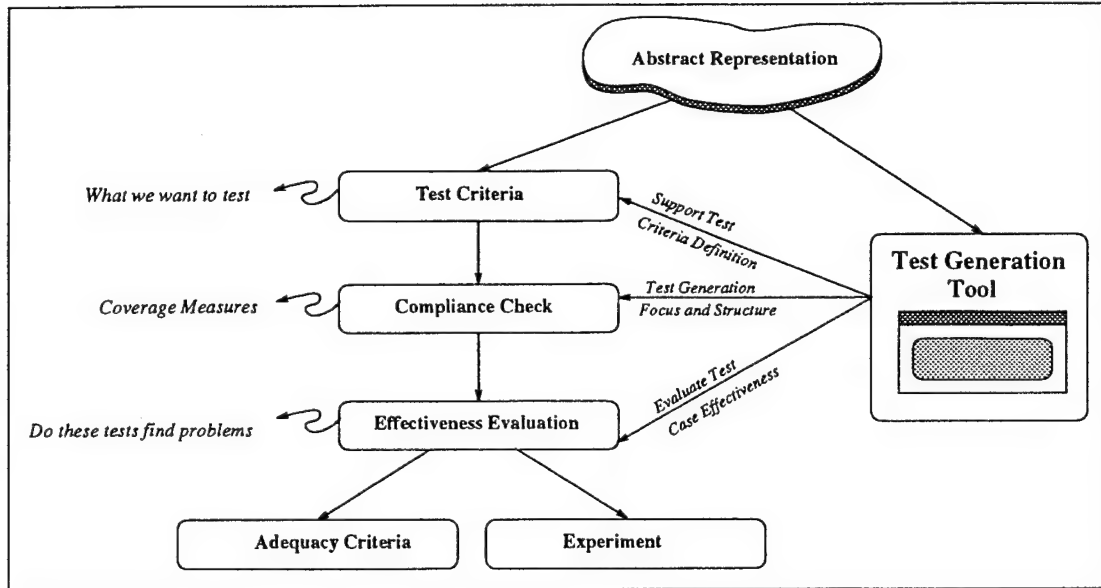 Abstract Representation
What we want to test
Test Criteria
Support Test
Criteria Definition
Test Generation
Tool
Coverage Measures
Compliance Check
Test Generation
Focus and Structure
Evaluate Test
Case Effectiveness
Do these tests find problems
Effectiveness Evaluation
Adequacy Criteria
Experiment